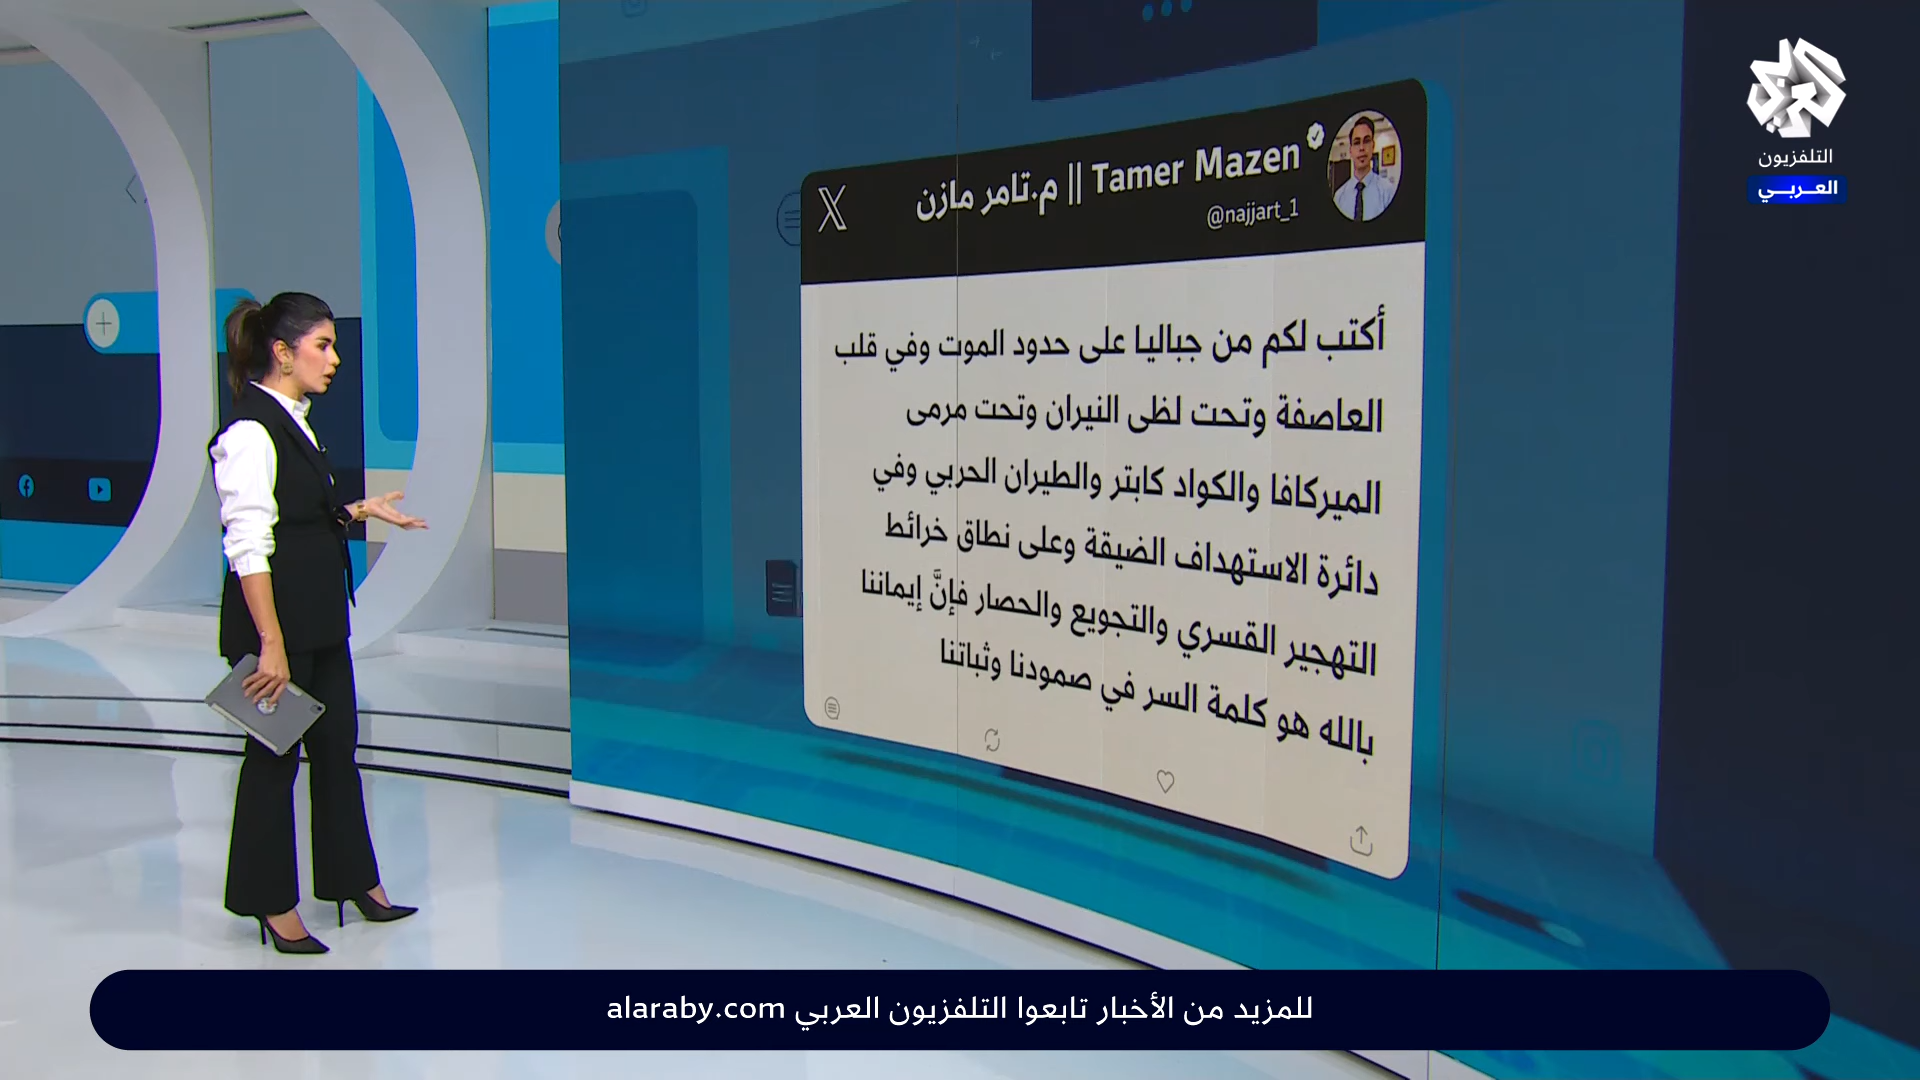 التلفزيون
العربي
Tamer Mazen || م.تامر مازن
@najjart_1
أكتب لكم من جباليا على حدود الموت وفي قلب
العاصفة وتحت لظى النيران وتحت مرمى
الميركافا والكواد كابتر والطيران الحربي وفي
دائرة الاستهداف الضيقة وعلى نطاق خرائط
التهجير القسري والتجويع والحصار فإنَّ إيماننا
بالله هو كلمة السر في صمودنا وثباتنا
للمزيد من الأخبار تابعوا التلفزيون العربي alaraby.com